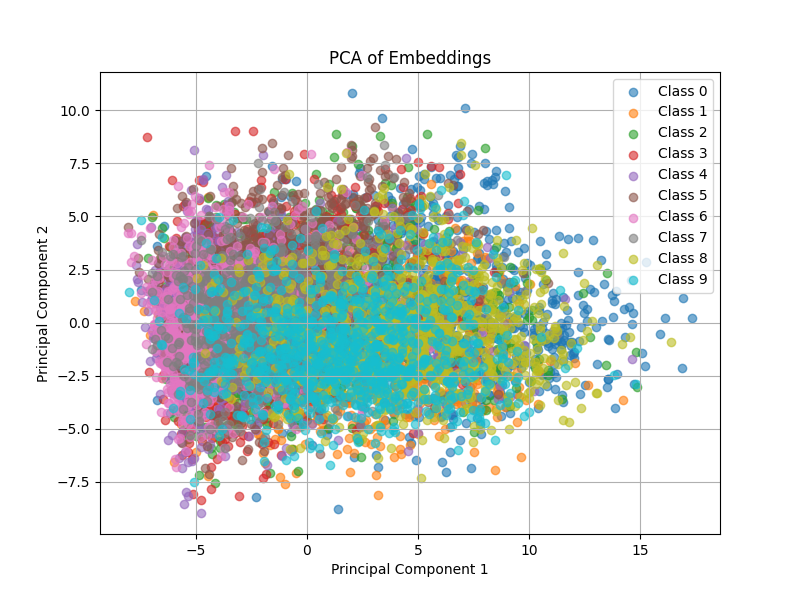 PCA of Embeddings
Class 0
Class 1
Class 2
Class 3
Class 4
Class 5
Class 6
Class 7
Class 8
Class 9
10.0
7.5
5.0
2.5
0.0
−2.5
−5.0
−7.5
Principal Component 2
−5
0
5
10
15
Principal Component 1